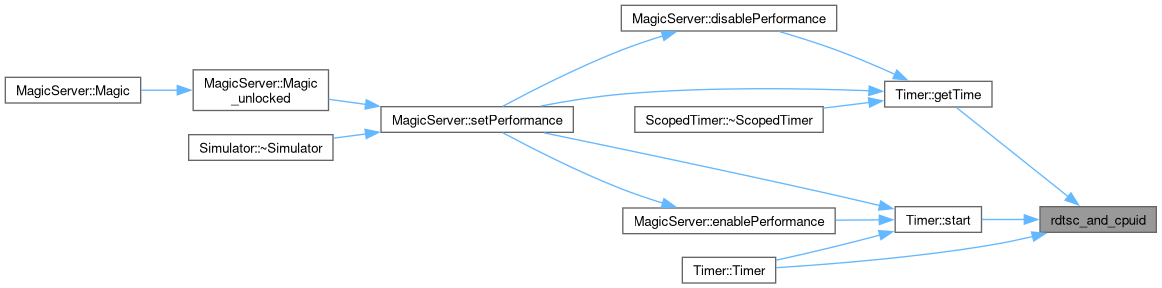 MagicServer::disablePerformance
MagicServer::Magic
_unlocked
MagicServer::Magic
Timer::getTime
MagicServer::setPerformance
ScopedTimer::~ScopedTimer
Simulator::~Simulator
MagicServer::enablePerformance
Timer::start
rdtsc_and_cpuid
Timer::Timer